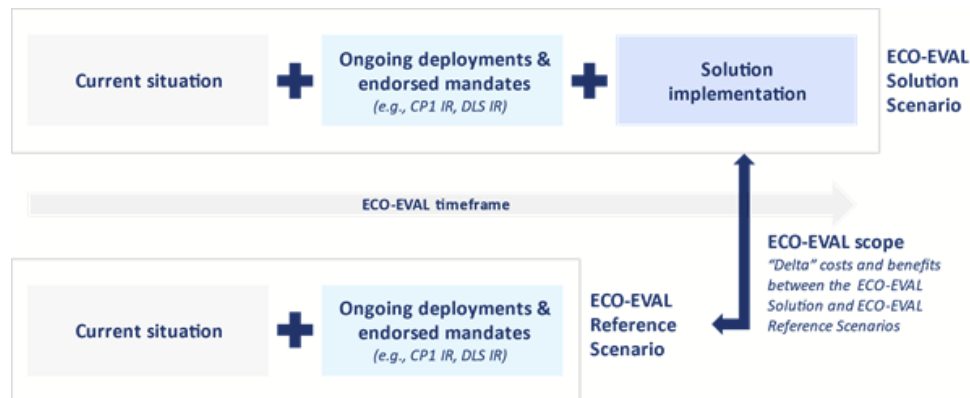 Current situation
Ongoing deployments &
endorsed mandates
(e.g., CP1 IR, DLS IR)
Solution
implementation
ECO-EVAL
Solution
Scenario
ECO-EVAL timeframe
ECO-EVAL scope
"Delta" costs and benefits
between the ECO-EVAL
Solution and ECO-EVAL
Reference Scenarios
Current situation
Ongoing deployments &
endorsed mandates
(e.g., CP1 IR, DLS IR)
ECO-EVAL
Reference
Scenario